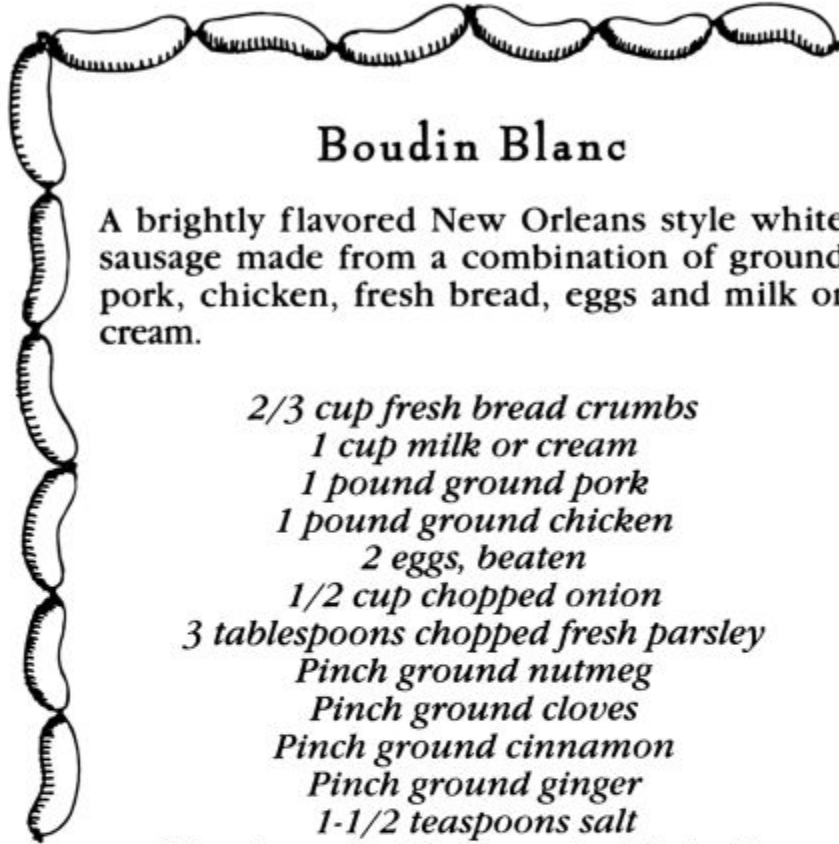 Boudin Blanc
A brightly flavored New Orleans style white
sausage made from a combination of ground
pork, chicken, fresh bread, eggs and milk or
cream.
2/3 cup fresh bread crumbs
1 cup milk or cream
1 pound ground pork
1 pound ground chicken
2 eggs, beaten
1/2 cup chopped onion
3 tablespoons chopped fresh parsley
Pinch ground nutmeg
Pinch ground cloves
Pinch ground cinnamon
Pinch ground ginger
1-1/2 teaspoons salt